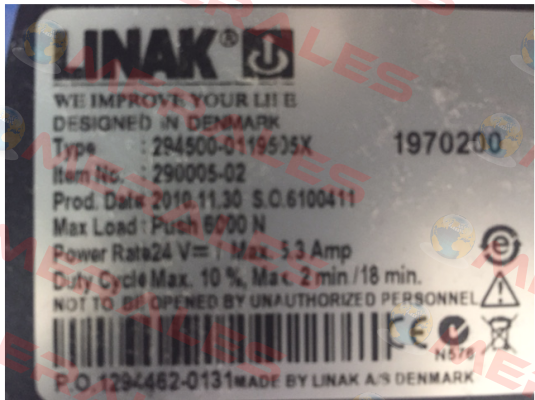 LINAK®
WE IMPROVE YOUR LIFE
DESIGNED IN DENMARK
Type : 294500-0119505X 1970200
Item No. : 290005-02
Prod. Date: 2010.11.30 S.O.6100411
Max Load : Push 6000 N
Power Rate: 24 V⎓ / Max. 5.3 Amp
Duty Cycle: Max. 10 %, Max. 2 min / 18 min.
NOT TO BE OPENED BY UNAUTHORIZED PERSONNEL
CE
N576
P.O.1294462-0131 MADE BY LINAK A/S DENMARK